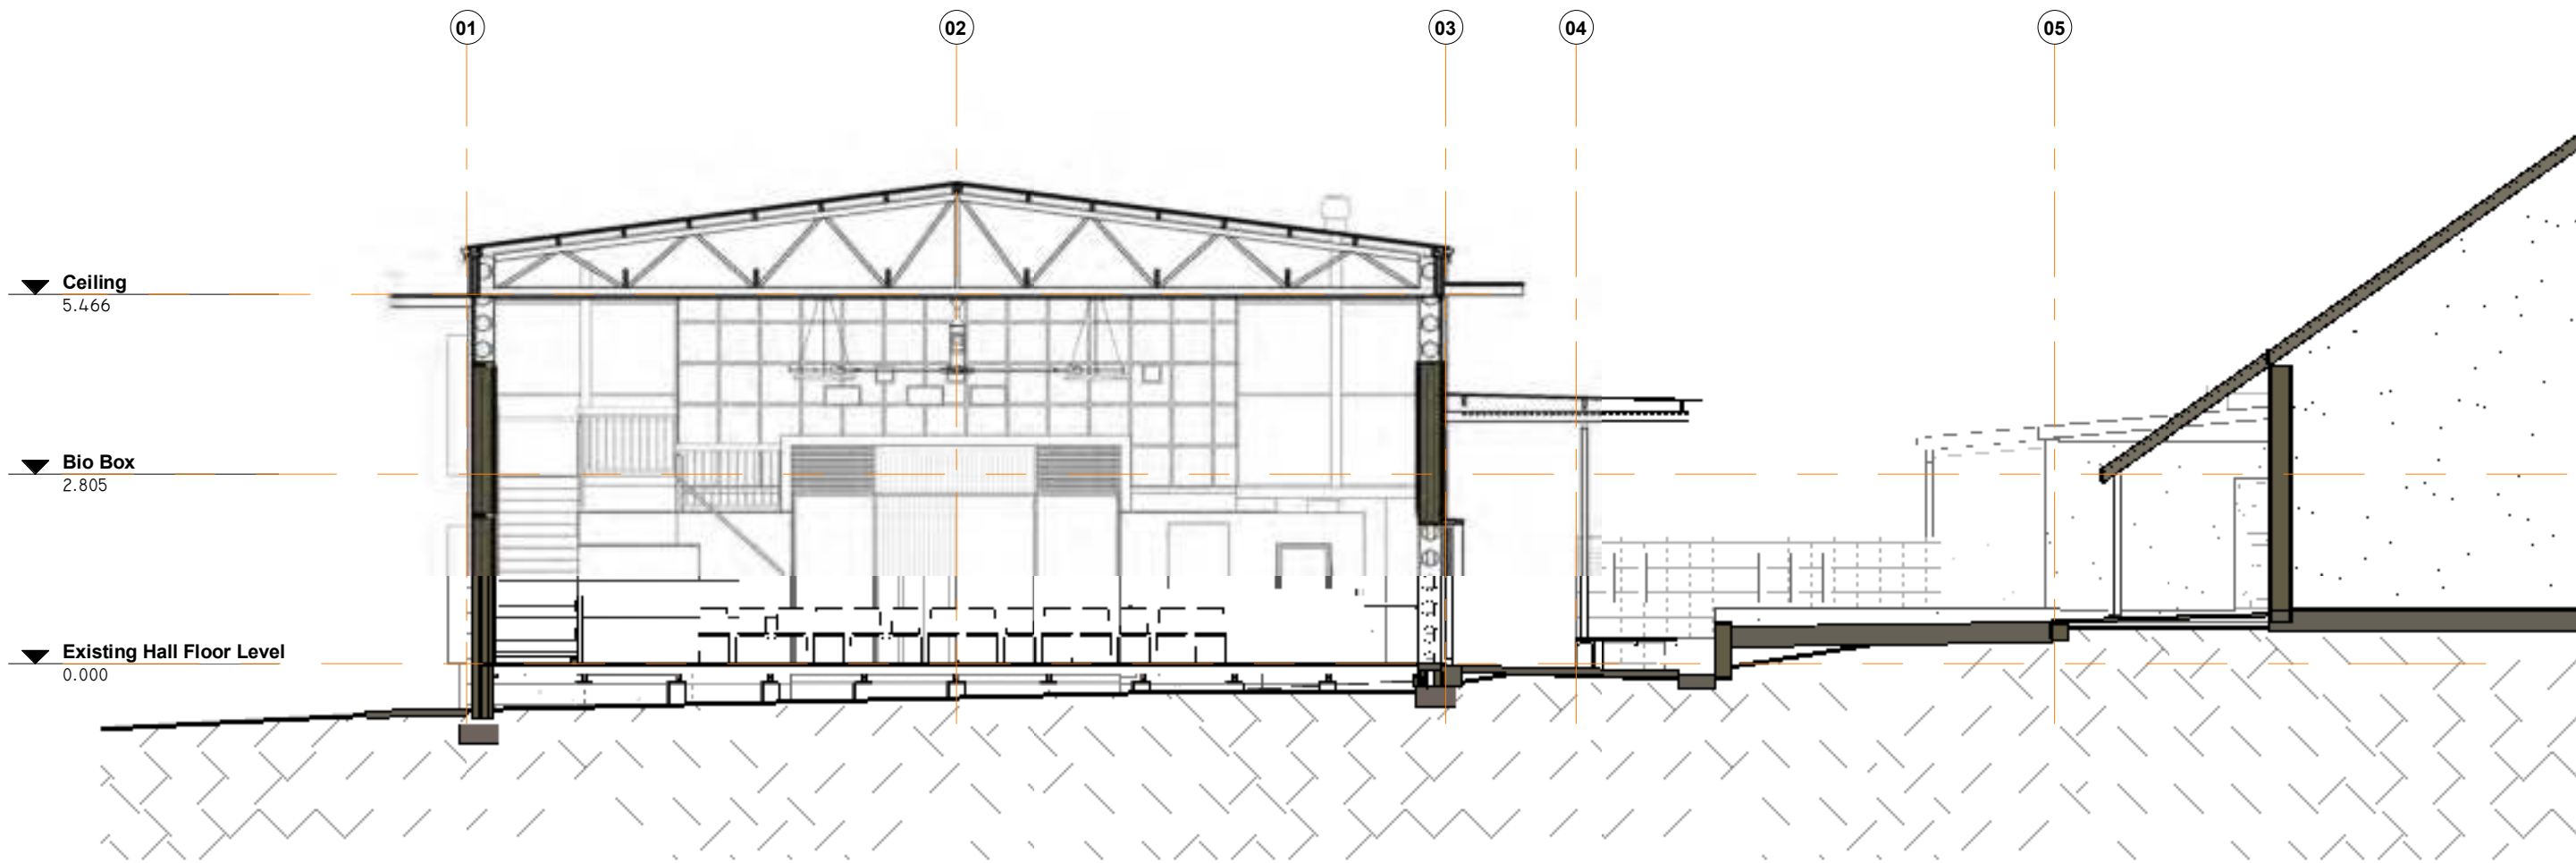 01
02
03
04
05
Ceiling
5.466
Bio Box
2.805
Existing Hall Floor Level
0.000